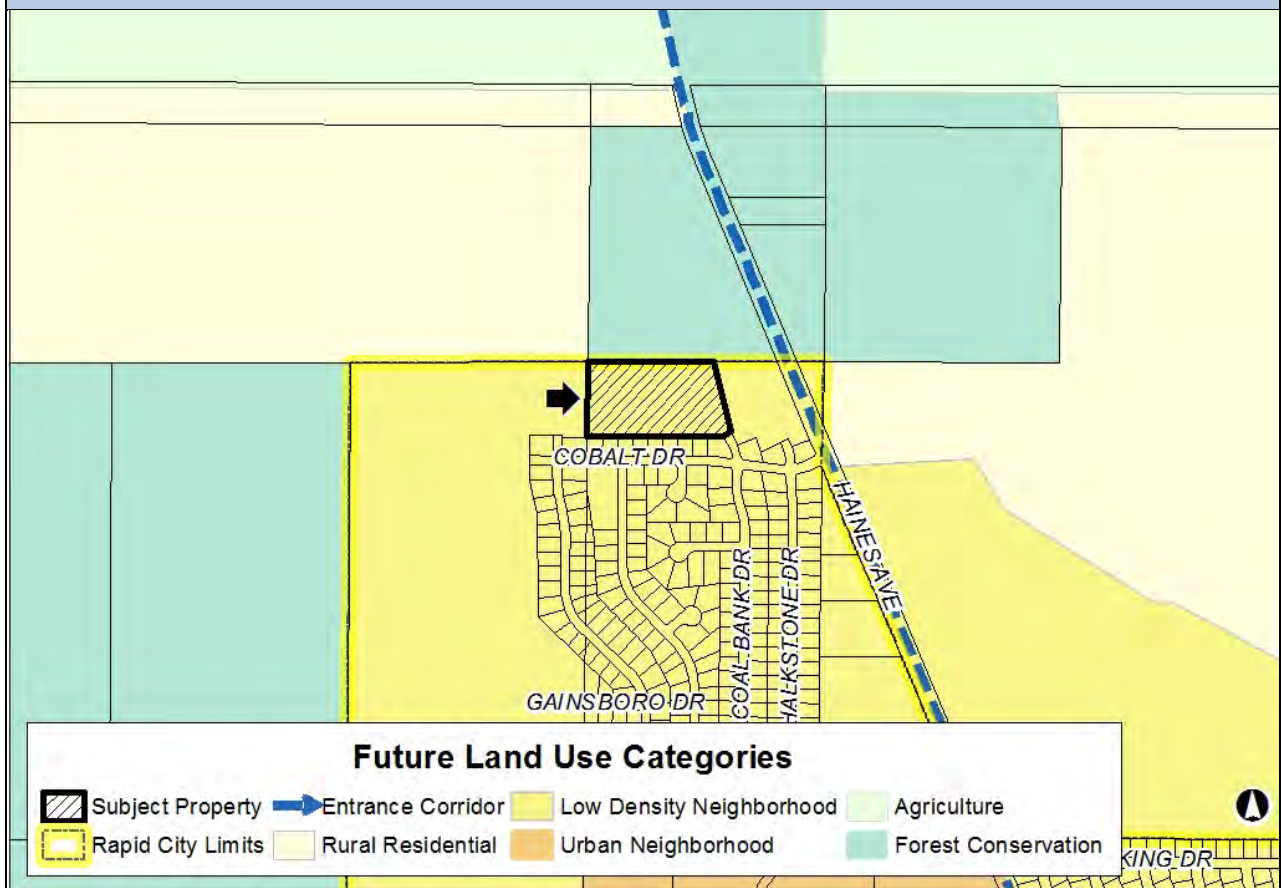 COBALT DR
HAINES AVE
COAL BANK DR
HALKSTONE DR
GAINSBORO DR
Future Land Use Categories
Subject Property Entrance Corridor Low Density Neighborhood Agriculture
Rapid City Limits Rural Residential Urban Neighborhood Forest Conservation
KING DR